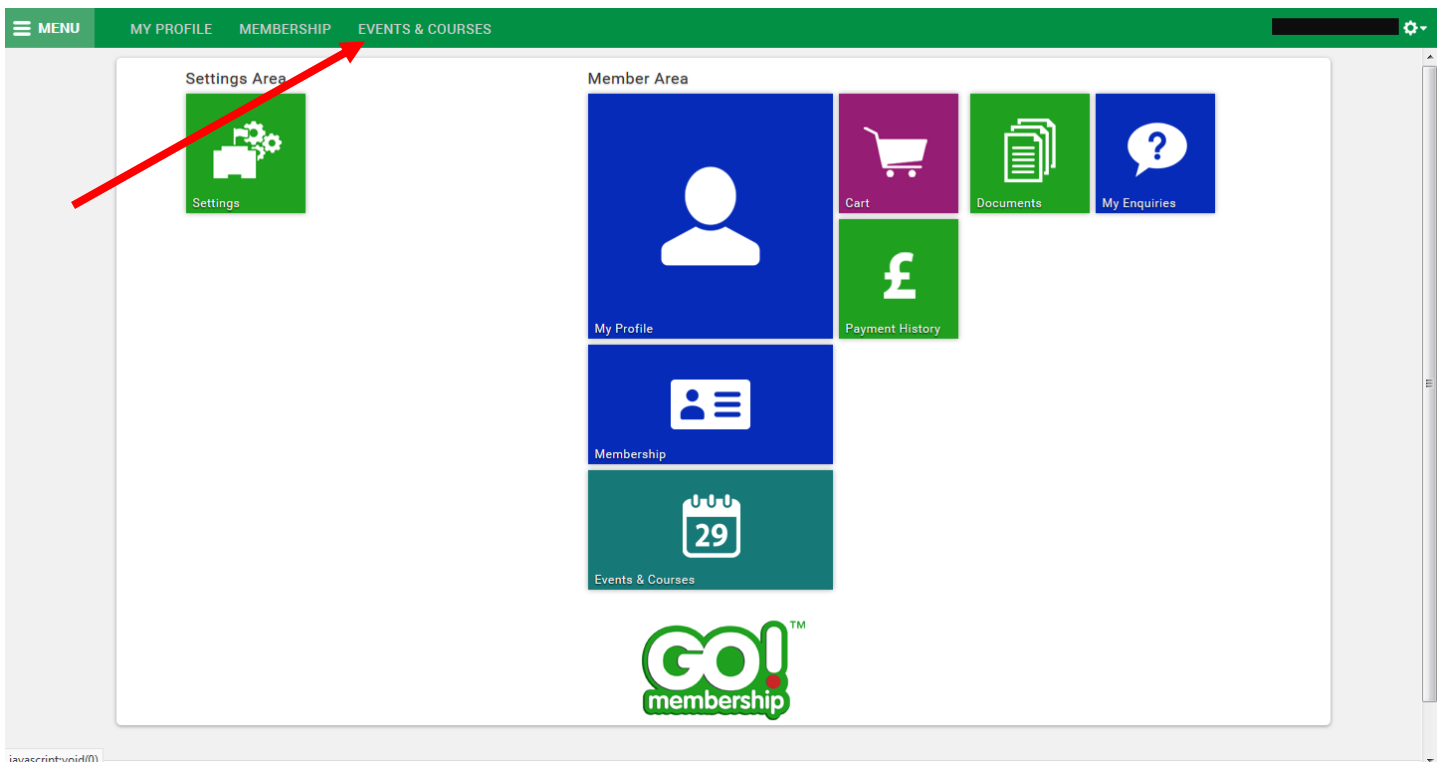 MENU MY PROFILE MEMBERSHIP EVENTS & COURSES
Settings Area
Settings
Member Area
My Profile
Cart
Documents
?
My Enquiries
£
Payment History
Membership
29
Events & Courses
GO!™
membership
javascript:void(0)